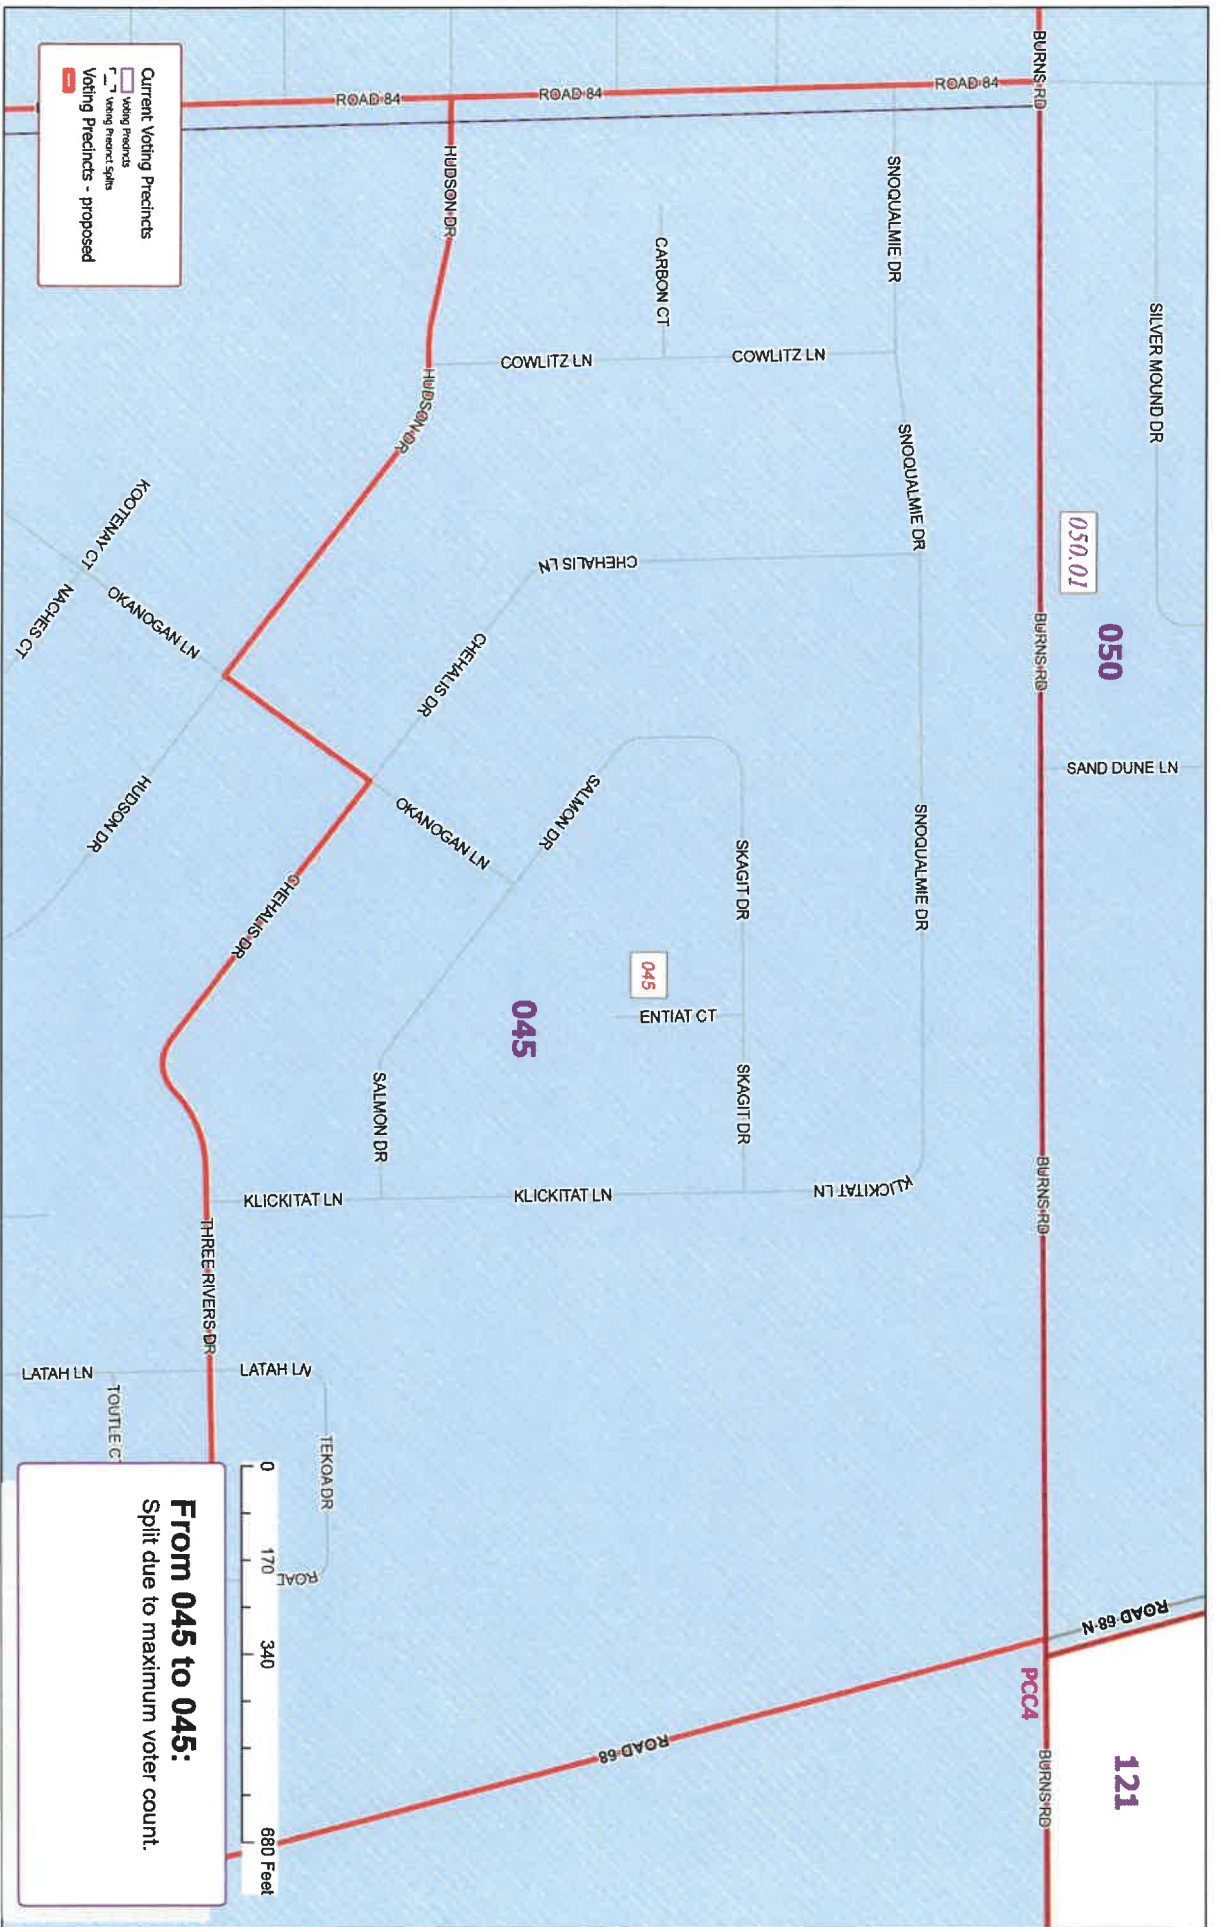 SILVER MOUND DR
SAND DUNE LN
050
050.01
121
ROAD 68 N
BURNS RD
BURNS RD
BURNS RD
PCC4
BURNS RD
ROAD 84
ROAD 84
ROAD 84
SNOQUALMIE DR
SNOQUALMIE DR
SNOQUALMIE DR
CARBON CT
COWLITZ LN
COWLITZ LN
CHEHALIS LN
CHEHALIS DR
SKAGIT DR
SKAGIT DR
ENTIAT CT
045
045
KLICKITAT LN
KLICKITAT LN
KLICKITAT LN
SALMON DR
SALMON DR
OKANOGAN LN
HUDSON DR
HUDSON DR
CHEHALIS DR
THREE RIVERS DR
ROAD 68
KOOTENAY CT
OKANOGAN LN
NACHES CT
HUDSON DR
LATAH LN
LATAH LN
TEKOA DR
ROAD
TOUTLE C
Current Voting Precincts
Voting Precincts
Voting Precinct Splits
Voting Precincts - proposed
0 170 340 680 Feet
From 045 to 045:
Split due to maximum voter count.